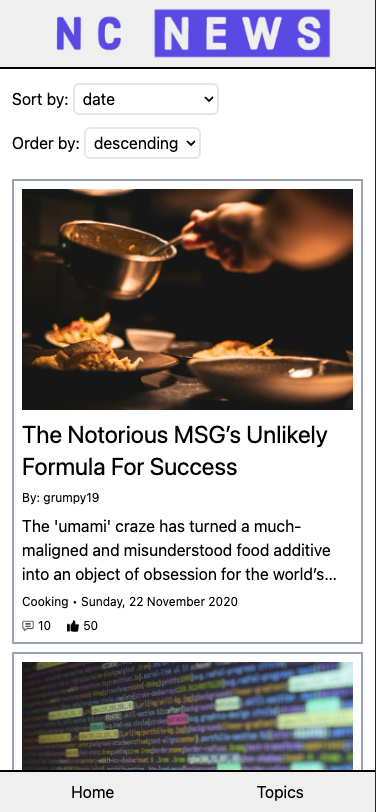 NC NEWS
Sort by: date
Order by: descending
The Notorious MSG’s Unlikely
Formula For Success
By: grumpy19
The 'umami' craze has turned a much-
maligned and misunderstood food additive
into an object of obsession for the world’s...
Cooking • Sunday, 22 November 2020
10 50
Home Topics